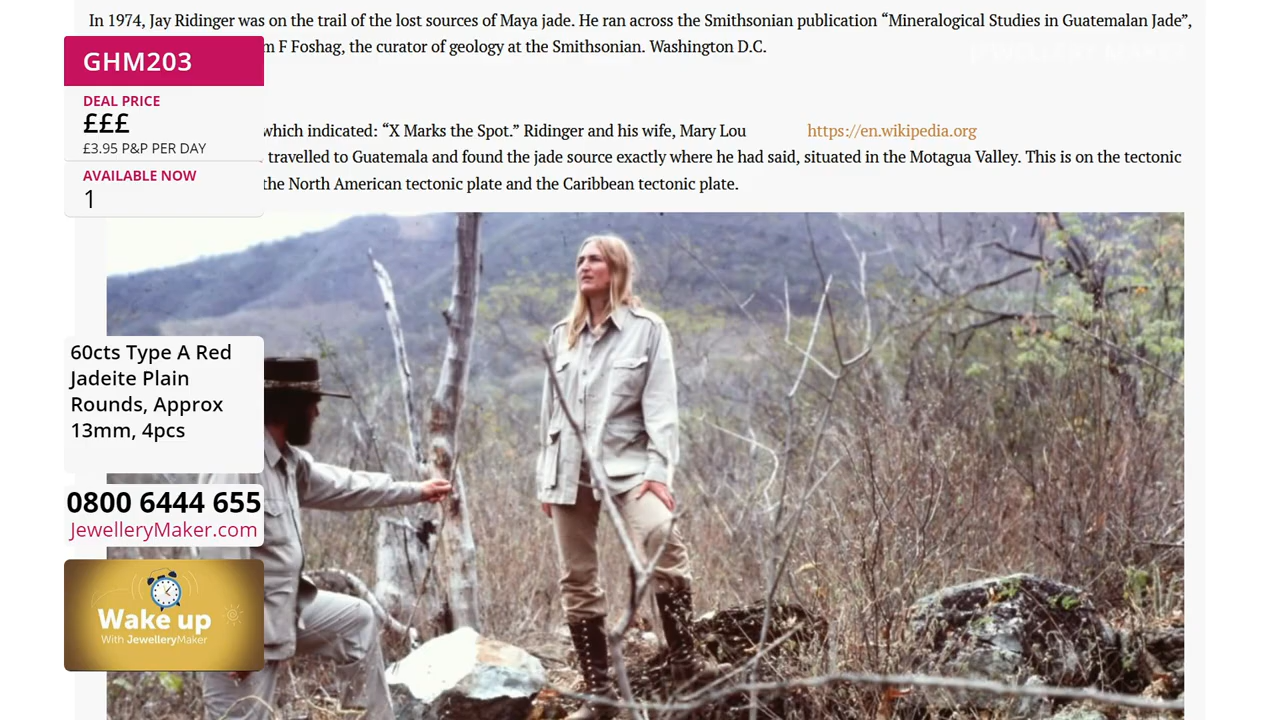 In 1974, Jay Ridinger was on the trail of the lost sources of Maya jade. He ran across the Smithsonian publication “Mineralogical Studies in Guatemalan Jade”,
m F Foshag, the curator of geology at the Smithsonian. Washington D.C.
which indicated: “X Marks the Spot.” Ridinger and his wife, Mary Lou https://en.wikipedia.org
travelled to Guatemala and found the jade source exactly where he had said, situated in the Motagua Valley. This is on the tectonic
the North American tectonic plate and the Caribbean tectonic plate.
GHM203
DEAL PRICE
£££
£3.95 P&P PER DAY
AVAILABLE NOW
1
60cts Type A Red
Jadeite Plain
Rounds, Approx
13mm, 4pcs
0800 6444 655
JewelleryMaker.com
Wake up
With JewelleryMaker